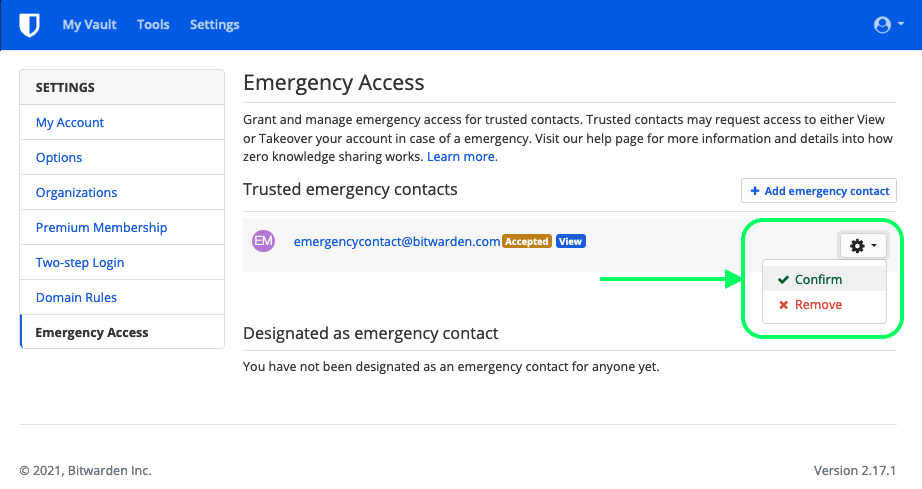 My Vault Tools Settings
SETTINGS
My Account
Options
Organizations
Premium Membership
Two-step Login
Domain Rules
Emergency Access
Emergency Access
Grant and manage emergency access for trusted contacts. Trusted contacts may request access to either View
or Takeover your account in case of a emergency. Visit our help page for more information and details into how
zero knowledge sharing works. Learn more.
Trusted emergency contacts
+ Add emergency contact
EM emergencycontact@bitwarden.com Accepted View
Confirm
Remove
Designated as emergency contact
You have not been designated as an emergency contact for anyone yet.
© 2021, Bitwarden Inc. Version 2.17.1